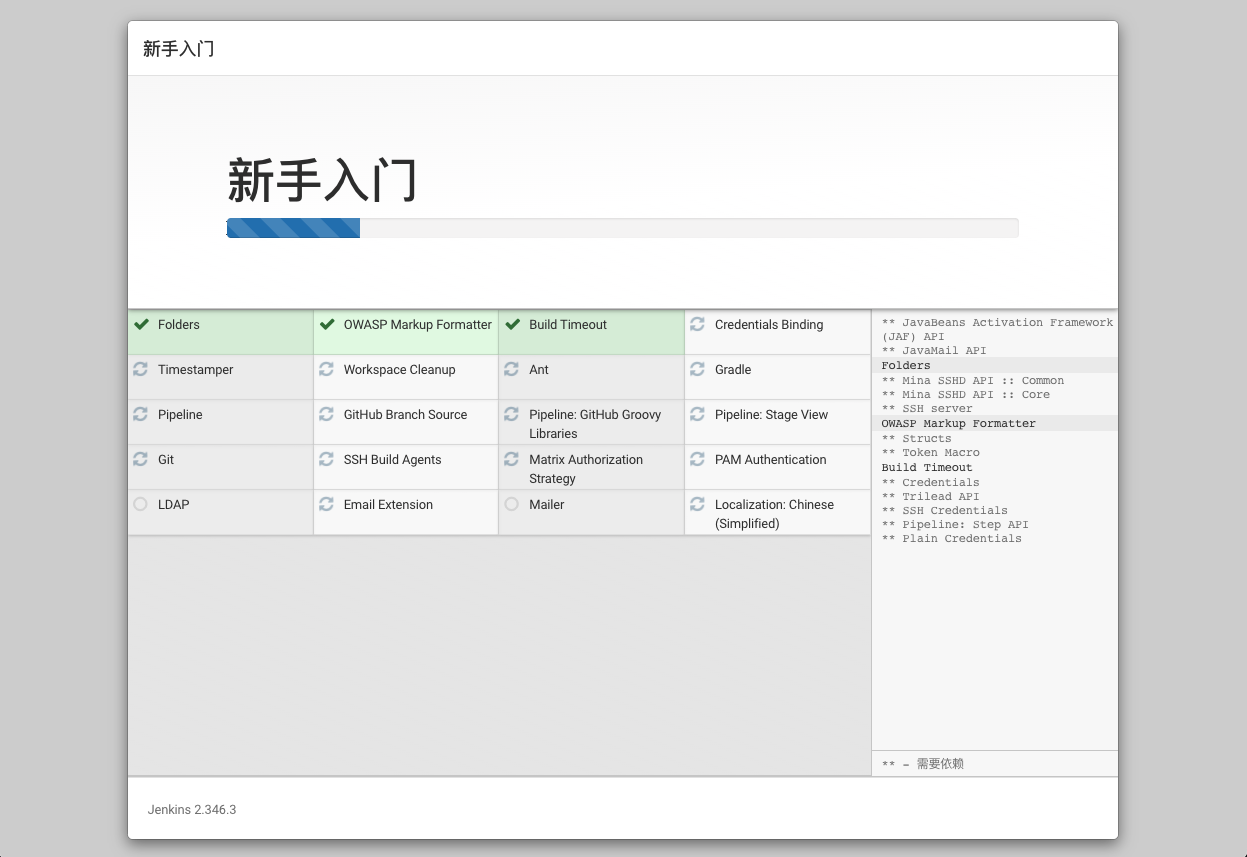 新手入门
新手入门
Folders
OWASP Markup Formatter
Build Timeout
Credentials Binding
Timestamper
Workspace Cleanup
Ant
Gradle
Pipeline
GitHub Branch Source
Pipeline: GitHub Groovy
Libraries
Pipeline: Stage View
Git
SSH Build Agents
Matrix Authorization
Strategy
PAM Authentication
LDAP
Email Extension
Mailer
Localization: Chinese
(Simplified)
** JavaBeans Activation Framework
(JAF) API
** JavaMail API
Folders
** Mina SSHD API :: Common
** Mina SSHD API :: Core
** SSH server
OWASP Markup Formatter
** Structs
** Token Macro
Build Timeout
** Credentials
** Trilead API
** SSH Credentials
** Pipeline: Step API
** Plain Credentials
** - 需要依赖
Jenkins 2.346.3